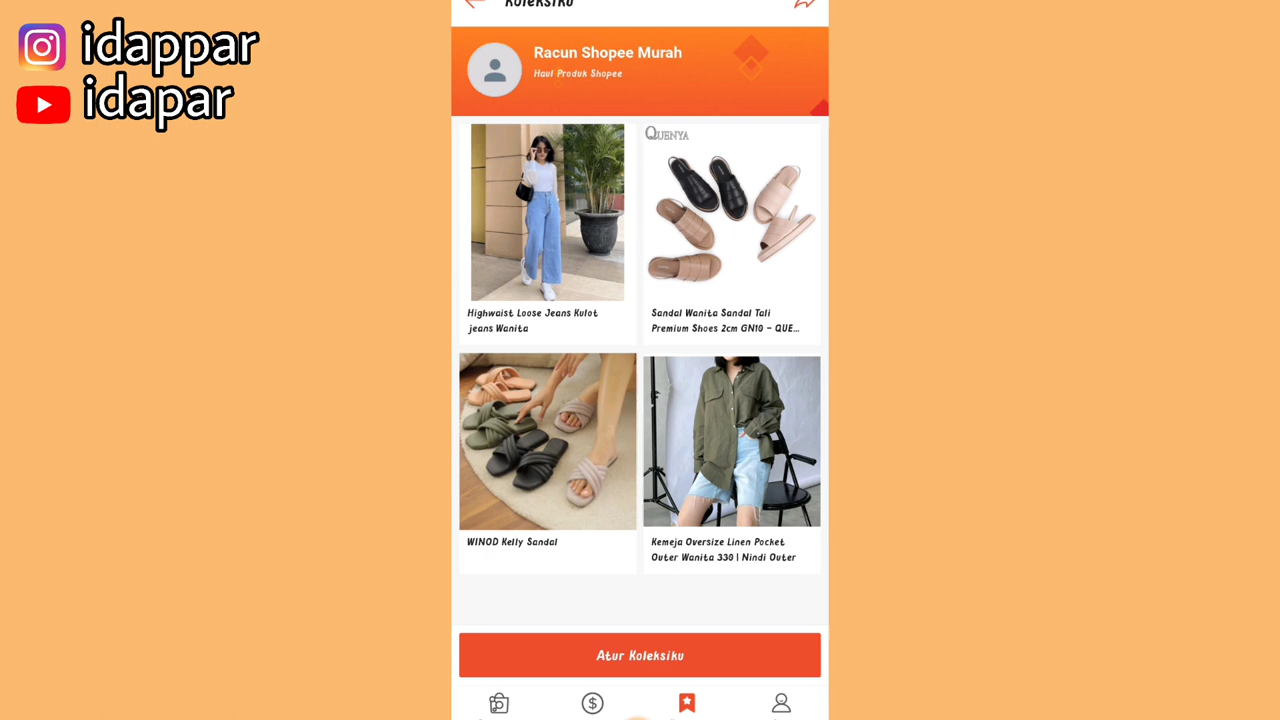 idappar
idapar
Koleksiku
Racun Shopee Murah
Haul Produk Shopee
QUENYA
Highwaist Loose Jeans Kulot
jeans Wanita
Sandal Wanita Sandal Tali
Premium Shoes 2cm GN10 - QUE...
WINOD Kelly Sandal
Kemeja Oversize Linen Pocket
Outer Wanita 330 | Nindi Outer
Atur Koleksiku